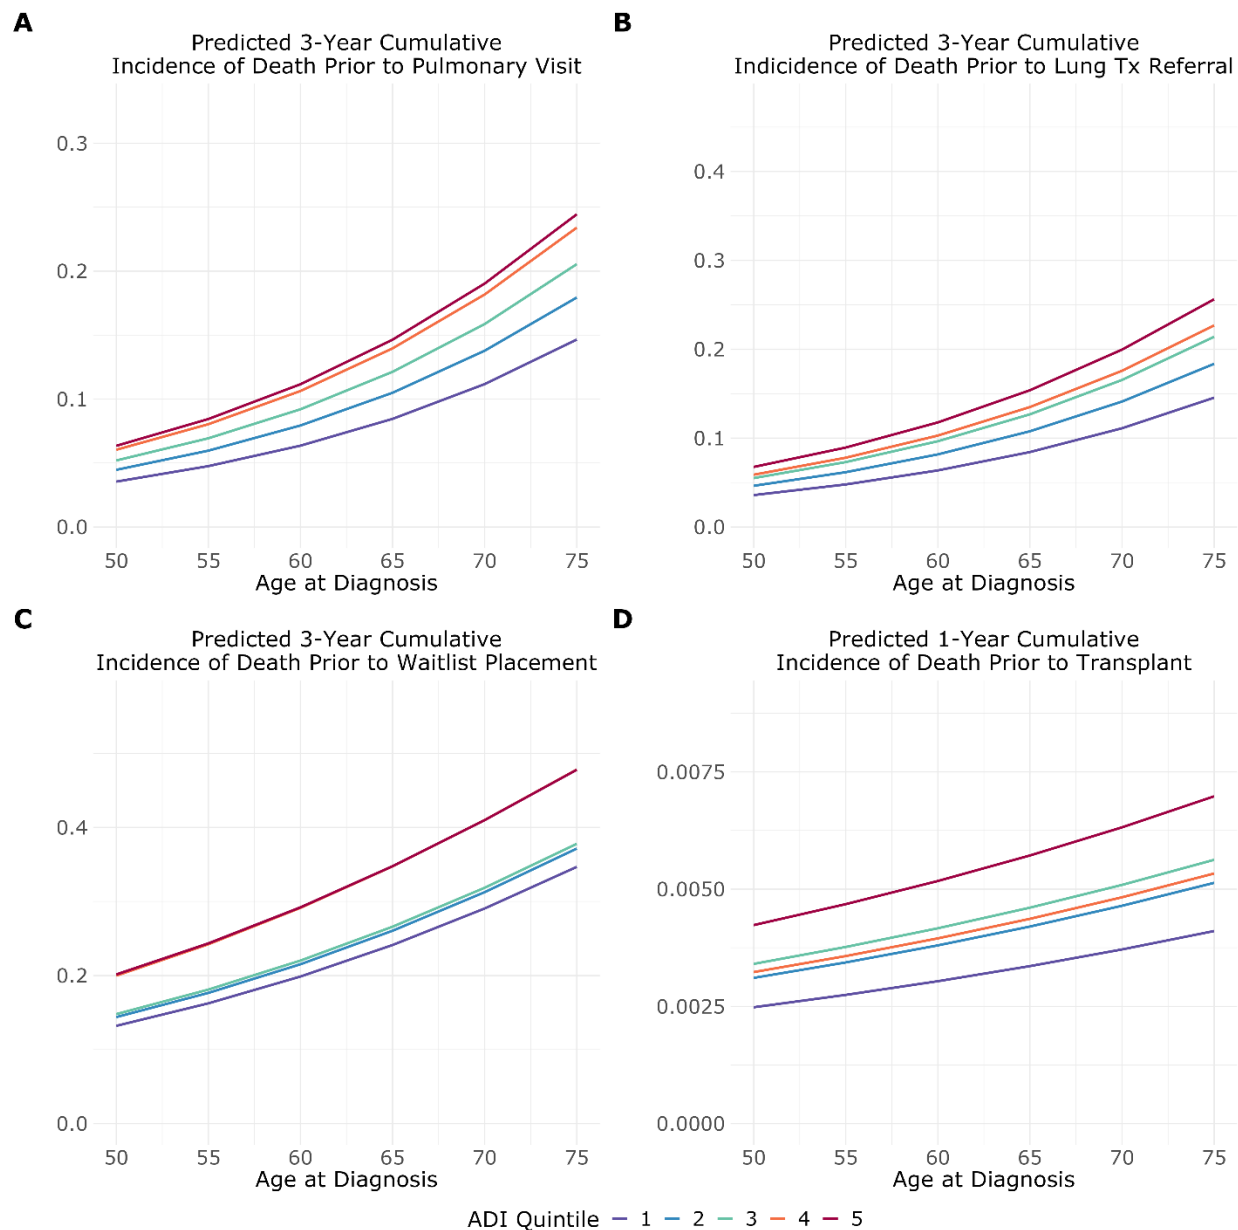 A
Predicted 3-Year Cumulative
Incidence of Death Prior to Pulmonary Visit
0.3
0.2
0.1
0.0
50 55 60 65 70 75
Age at Diagnosis
B
Predicted 3-Year Cumulative
Indicidence of Death Prior to Lung Tx Referral
0.4
0.3
0.2
0.1
0.0
50 55 60 65 70 75
Age at Diagnosis
C
Predicted 3-Year Cumulative
Incidence of Death Prior to Waitlist Placement
0.4
0.2
0.0
50 55 60 65 70 75
Age at Diagnosis
D
Predicted 1-Year Cumulative
Incidence of Death Prior to Transplant
0.0075
0.0050
0.0025
0.0000
50 55 60 65 70 75
Age at Diagnosis
ADI Quintile 1 2 3 4 5